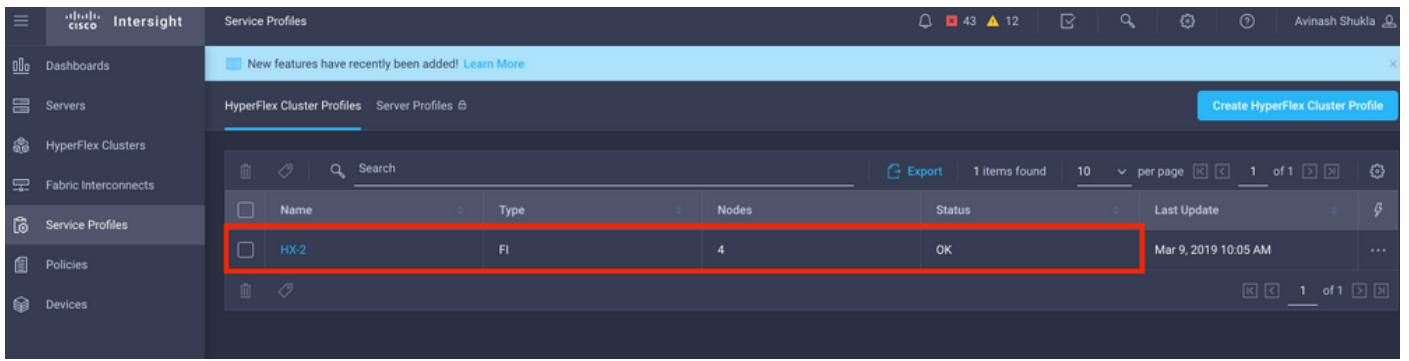 cisco Intersight Service Profiles 43 12 Avinash Shukla
Dashboards New features have recently been added! Learn More
Servers HyperFlex Cluster Profiles Server Profiles Create HyperFlex Cluster Profile
HyperFlex Clusters
Search Export 1 items found 10 per page 1 of 1
Fabric Interconnects
Name Type Nodes Status Last Update
Service Profiles
HX-2 FI 4 OK Mar 9, 2019 10:05 AM ...
Policies
1 of 1
Devices